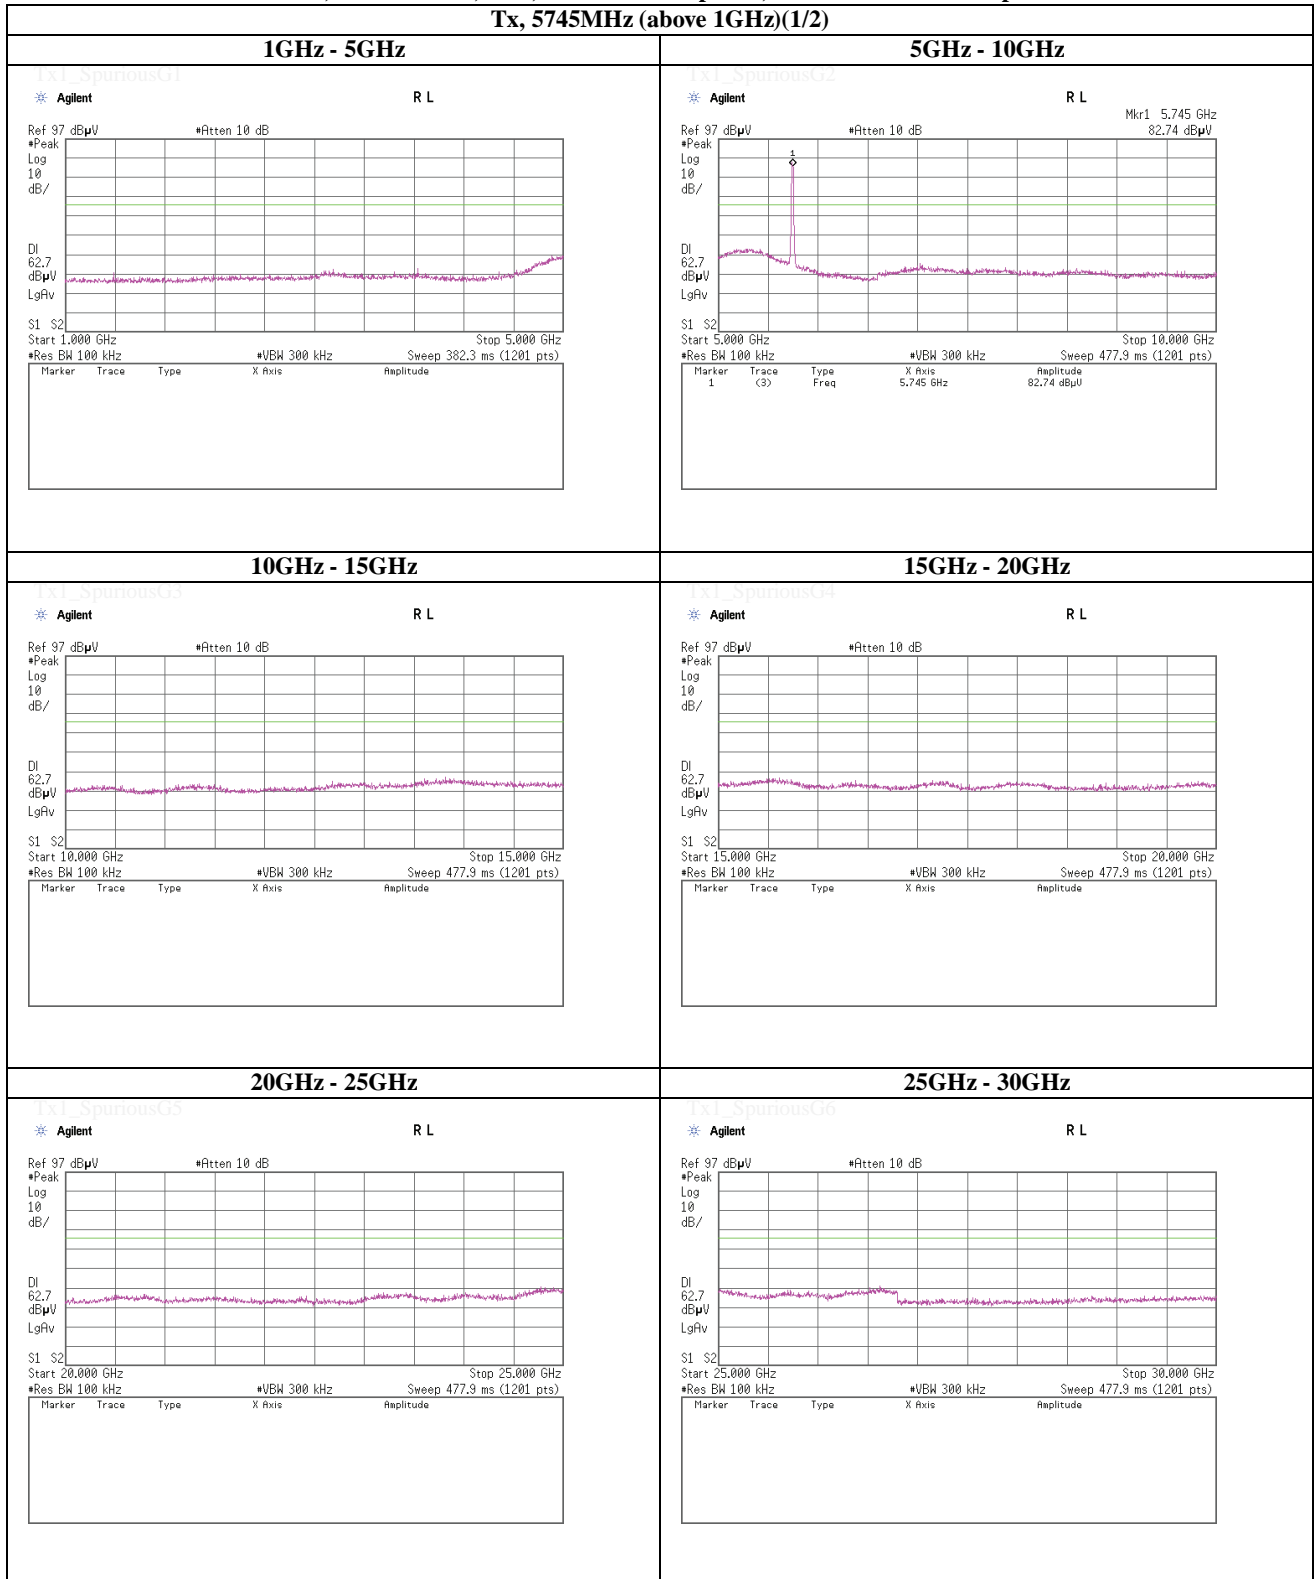 Tx, 5745MHz (above 1GHz)(1/2)
1GHz - 5GHz
5GHz - 10GHz
Tx1_SpuriousG1
Agilent
R L
Ref 97 dBµV
#Atten 10 dB
#Peak
Log
10
dB/
DI
62.7
dBµV
LgAv
S1 S2
Start 1.000 GHz
Stop 5.000 GHz
#Res BW 100 kHz
#VBW 300 kHz
Sweep 382.3 ms (1201 pts)
Marker Trace Type X Axis Amplitude
Tx1_SpuriousG2
Agilent
R L
Mkr1 5.745 GHz
Ref 97 dBµV
#Atten 10 dB
82.74 dBµV
#Peak
Log
10
dB/
1
DI
62.7
dBµV
LgAv
S1 S2
Start 5.000 GHz
Stop 10.000 GHz
#Res BW 100 kHz
#VBW 300 kHz
Sweep 477.9 ms (1201 pts)
Marker Trace Type X Axis Amplitude
1 (3) Freq 5.745 GHz 82.74 dBµV
10GHz - 15GHz
15GHz - 20GHz
Tx1_SpuriousG3
Agilent
R L
Ref 97 dBµV
#Atten 10 dB
#Peak
Log
10
dB/
DI
62.7
dBµV
LgAv
S1 S2
Start 10.000 GHz
Stop 15.000 GHz
#Res BW 100 kHz
#VBW 300 kHz
Sweep 477.9 ms (1201 pts)
Marker Trace Type X Axis Amplitude
Tx1_SpuriousG4
Agilent
R L
Ref 97 dBµV
#Atten 10 dB
#Peak
Log
10
dB/
DI
62.7
dBµV
LgAv
S1 S2
Start 15.000 GHz
Stop 20.000 GHz
#Res BW 100 kHz
#VBW 300 kHz
Sweep 477.9 ms (1201 pts)
Marker Trace Type X Axis Amplitude
20GHz - 25GHz
25GHz - 30GHz
Tx1_SpuriousG5
Agilent
R L
Ref 97 dBµV
#Atten 10 dB
#Peak
Log
10
dB/
DI
62.7
dBµV
LgAv
S1 S2
Start 20.000 GHz
Stop 25.000 GHz
#Res BW 100 kHz
#VBW 300 kHz
Sweep 477.9 ms (1201 pts)
Marker Trace Type X Axis Amplitude
Tx1_SpuriousG6
Agilent
R L
Ref 97 dBµV
#Atten 10 dB
#Peak
Log
10
dB/
DI
62.7
dBµV
LgAv
S1 S2
Start 25.000 GHz
Stop 30.000 GHz
#Res BW 100 kHz
#VBW 300 kHz
Sweep 477.9 ms (1201 pts)
Marker Trace Type X Axis Amplitude